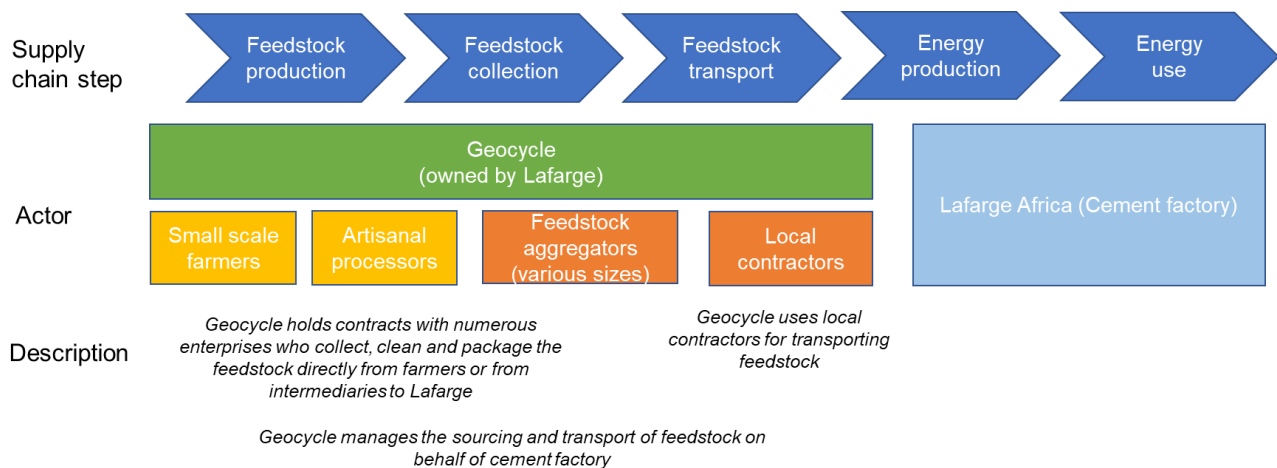 Supply
chain step
Feedstock
production
Feedstock
collection
Feedstock
transport
Energy
production
Energy
use
Actor
Geocycle
(owned by Lafarge)
Lafarge Africa (Cement factory)
Small scale
farmers
Artisanal
processors
Feedstock
aggregators
(various sizes)
Local
contractors
Description
Geocycle holds contracts with numerous
enterprises who collect, clean and package the
feedstock directly from farmers or from
intermediaries to Lafarge
Geocycle uses local
contractors for transporting
feedstock
Geocycle manages the sourcing and transport of feedstock on
behalf of cement factory